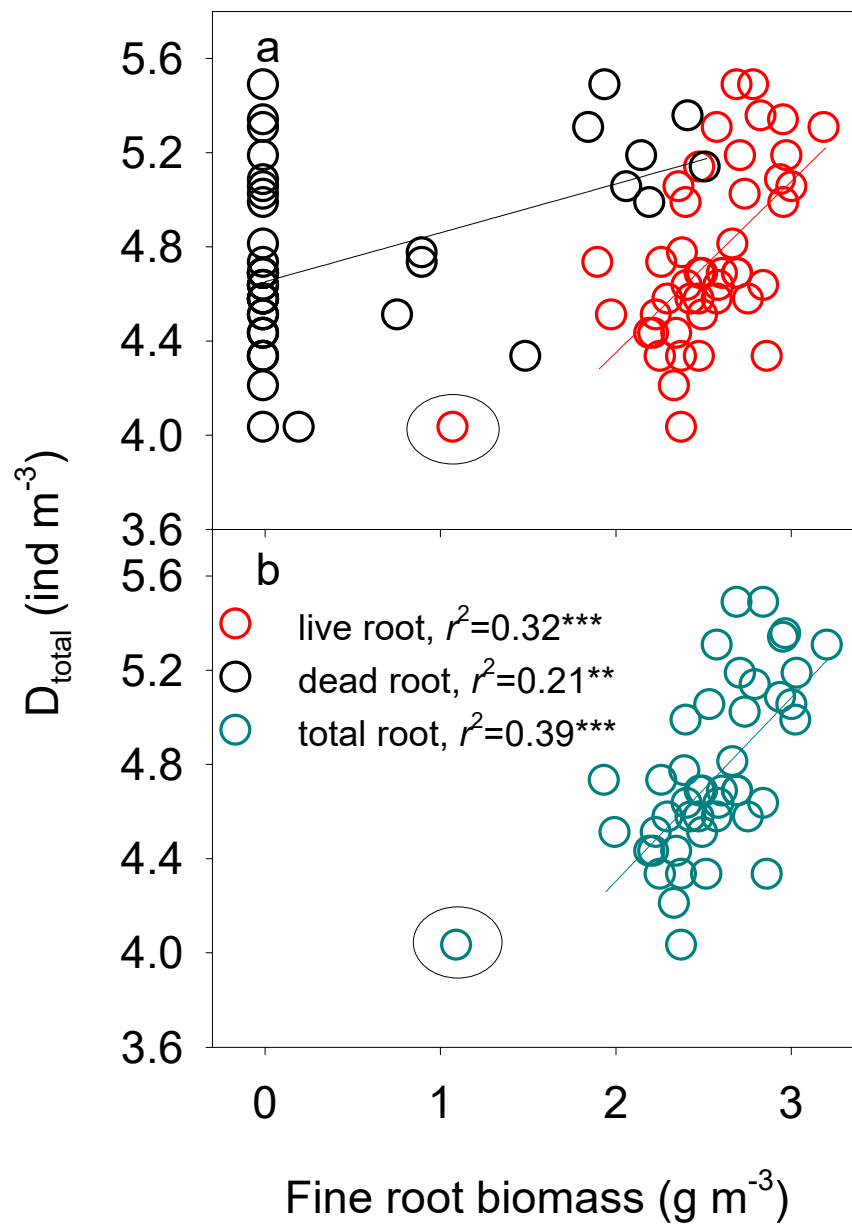 a
5.6
5.2
4.8
4.4
4.0
3.6
D_total (ind m^-3)
b
5.6
5.2
4.8
4.4
4.0
3.6
live root, r²=0.32***
dead root, r²=0.21**
total root, r²=0.39***
0 1 2 3
Fine root biomass (g m^-3)